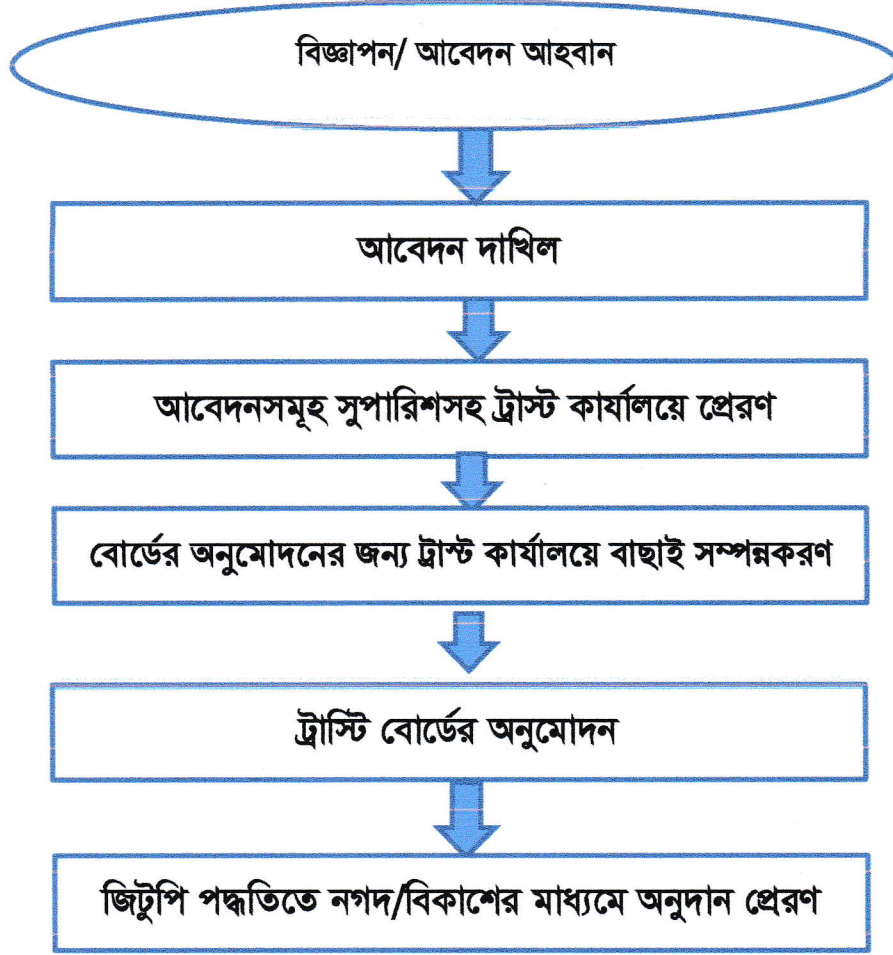 বিজ্ঞাপন/ আবেদন আহবান
আবেদন দাখিল
আবেদনসমূহ সুপারিশসহ ট্রাস্ট কার্যালয়ে প্রেরণ
বোর্ডের অনুমোদনের জন্য ট্রাস্ট কার্যালয়ে বাছাই সম্পন্নকরণ
ট্রাস্টি বোর্ডের অনুমোদন
জিটুপি পদ্ধতিতে নগদ/বিকাশের মাধ্যমে অনুদান প্রেরণ